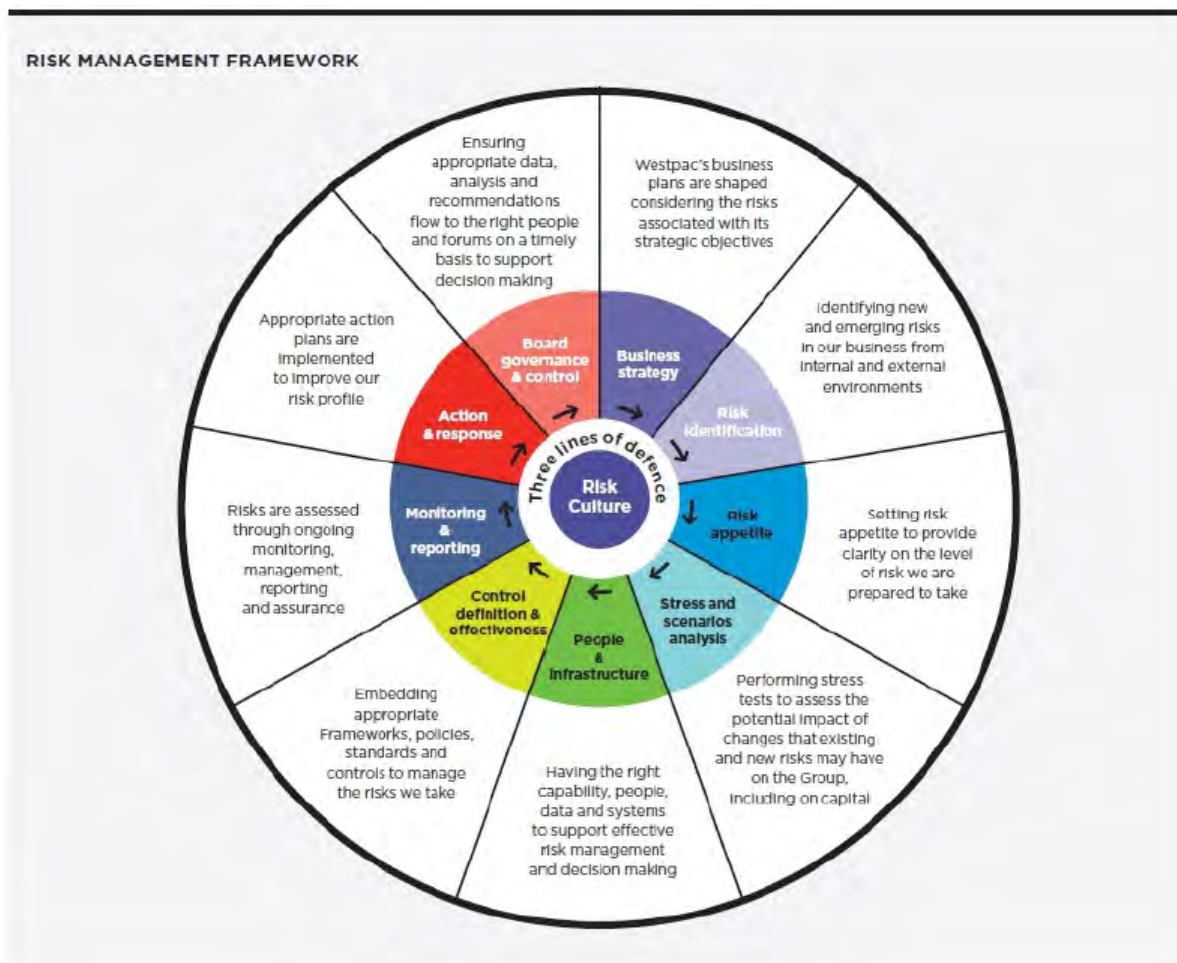 RISK MANAGEMENT FRAMEWORK
Ensuring
appropriate data,
analysis and
recommendations
flow to the right people
and forums on a timely
basis to support
decision making
Westpac's business
plans are shaped
considering the risks
associated with its
strategic objectives
Identifying new
and emerging risks
in our business from
internal and external
environments
Setting risk
appetite to provide
clarity on the level
of risk we are
prepared to take
Performing stress
tests to assess the
potential impact of
changes that existing
and new risks may have
on the Group,
including on capital
Having the right
capability, people,
data and systems
to support effective
risk management
and decision making
Embedding
appropriate
Frameworks, policies,
standards and
controls to manage
the risks we take
Risks are assessed
through ongoing
monitoring,
management,
reporting
and assurance
Appropriate action
plans are
implemented
to improve our
risk profile
Board
governance
& control
Business
strategy
Risk
identification
Risk
appetite
Stress and
scenarios
analysis
People
&
infrastructure
Control
definition &
effectiveness
Monitoring
&
reporting
Action
& response
Three lines of defence
Risk
Culture